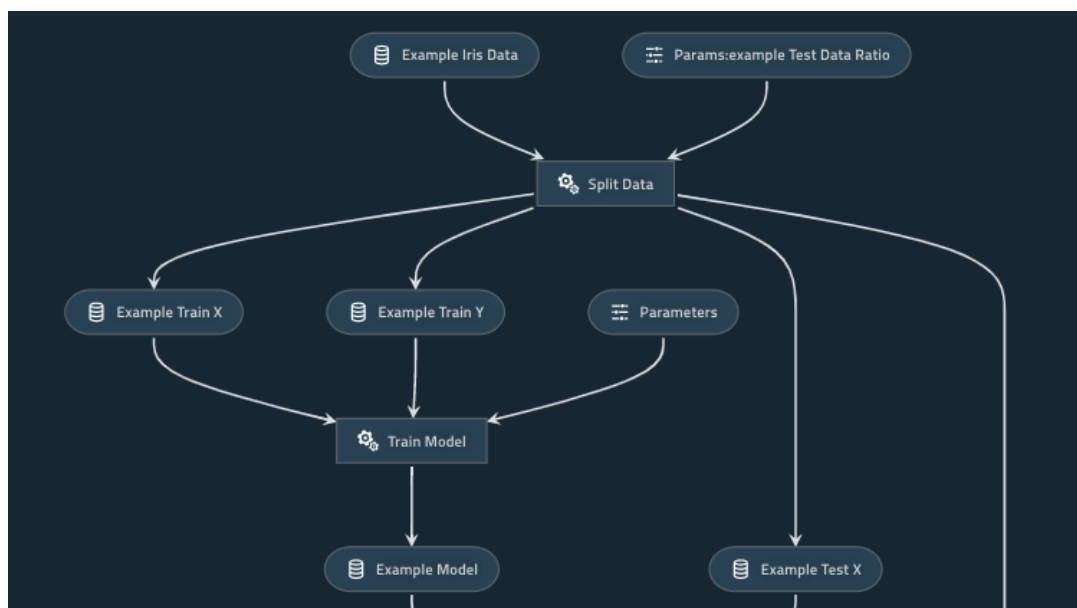 Example Iris Data
Params:example Test Data Ratio
Split Data
Example Train X
Example Train Y
Parameters
Train Model
Example Model
Example Test X